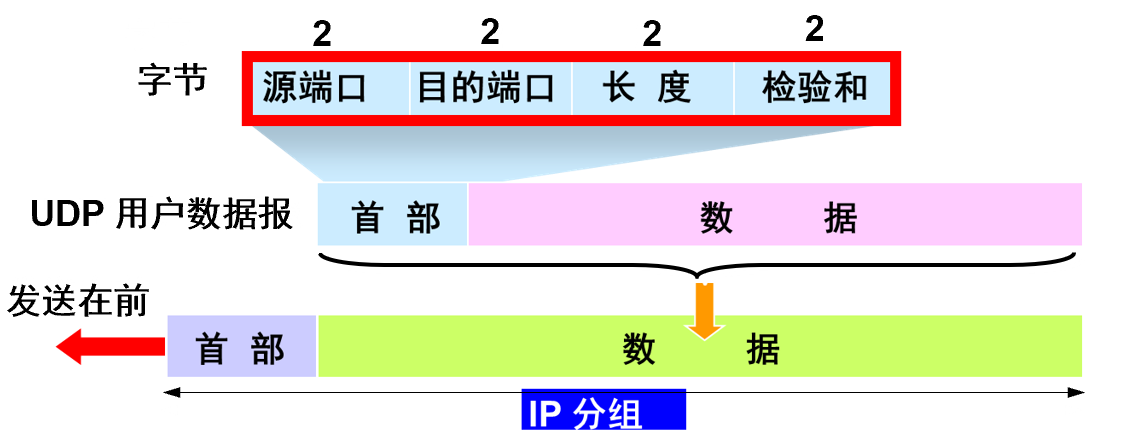 2 2 2 2
字节 源端口 目的端口 长 度 检验和
UDP 用户数据报 首 部 数 据
发送在前
首 部 数 据
IP 分组